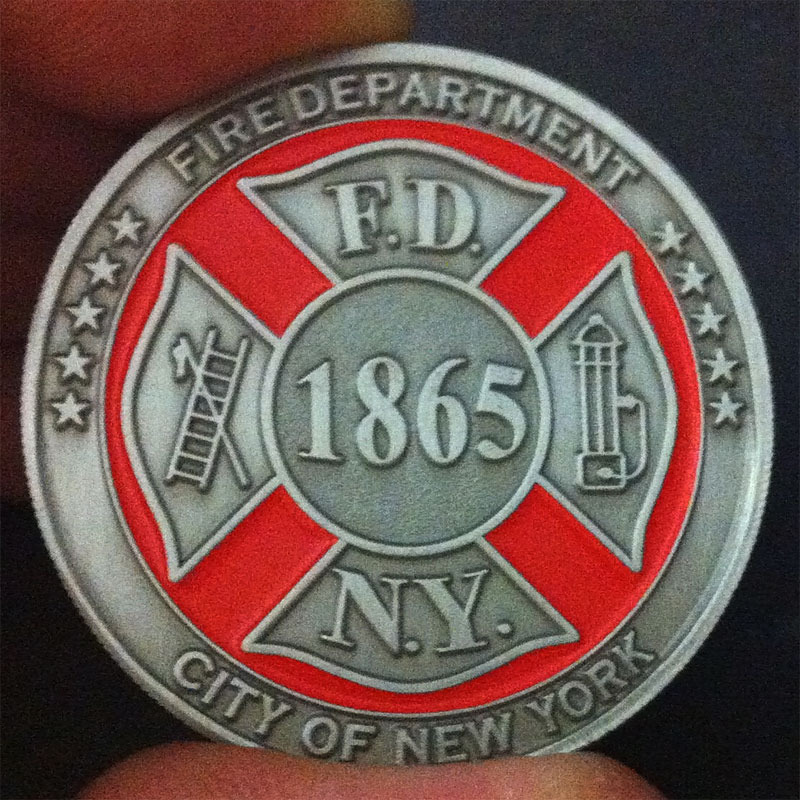 FIRE DEPARTMENT
F.D.
1865
N.Y.
CITY OF NEW YORK